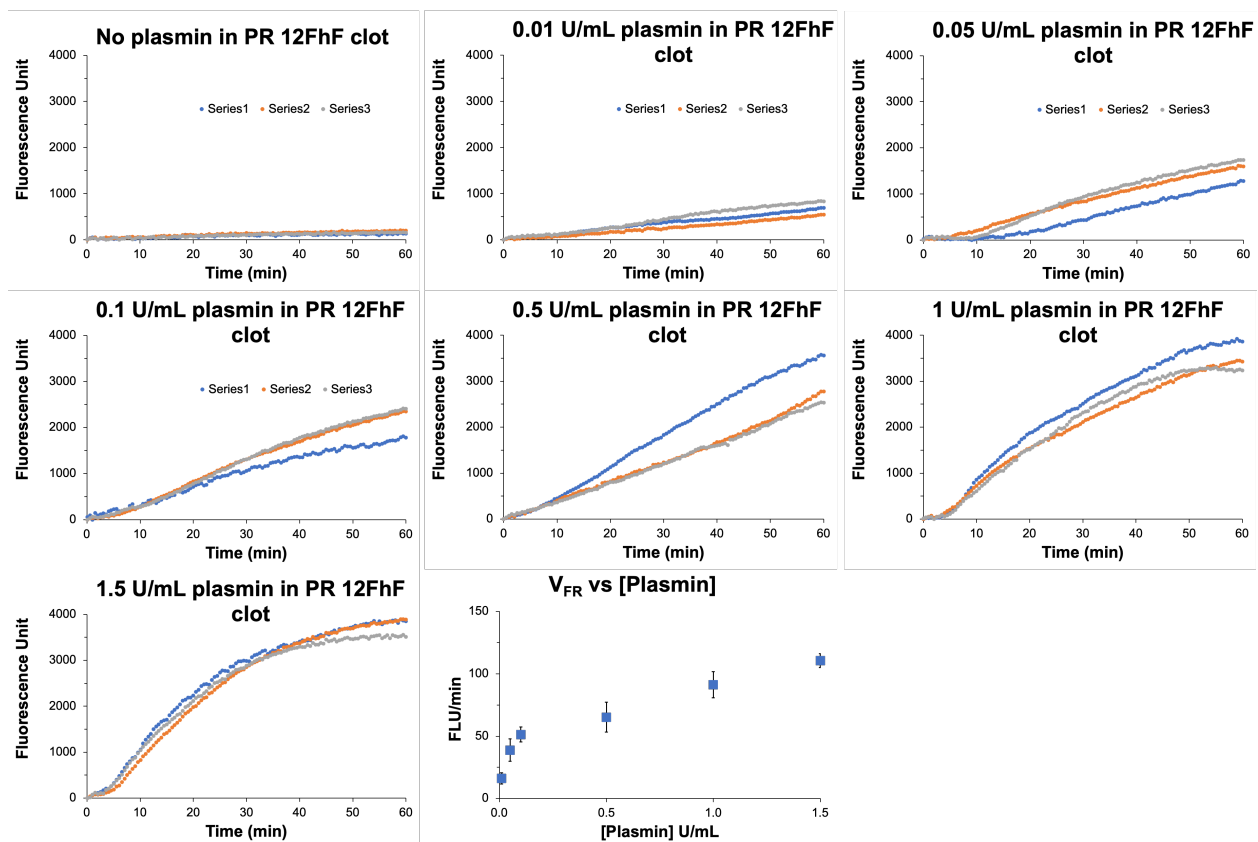 No plasmin in PR 12FhF clot
Fluorescence Unit
4000
3000
2000
1000
0
Series1 Series2 Series3
0 10 20 30 40 50 60
Time (min)
0.01 U/mL plasmin in PR 12FhF
clot
Fluorescence Unit
4000
3000
2000
1000
0
Series1 Series2 Series3
0 10 20 30 40 50 60
Time (min)
0.05 U/mL plasmin in PR 12FhF
clot
Fluorescence Unit
4000
3000
2000
1000
0
Series1 Series2 Series3
0 10 20 30 40 50 60
Time (min)
0.1 U/mL plasmin in PR 12FhF
clot
Fluorescence Unit
4000
3000
2000
1000
0
Series1 Series2 Series3
0 10 20 30 40 50 60
Time (min)
0.5 U/mL plasmin in PR 12FhF
clot
Fluorescence Unit
4000
3000
2000
1000
0
0 10 20 30 40 50 60
Time (min)
1 U/mL plasmin in PR 12FhF
clot
Fluorescence Unit
4000
3000
2000
1000
0
0 10 20 30 40 50 60
Time (min)
1.5 U/mL plasmin in PR 12FhF
clot
Fluorescence Unit
4000
3000
2000
1000
0
0 10 20 30 40 50 60
Time (min)
VFR vs [Plasmin]
FLU/min
150
100
50
0
0.0 0.5 1.0 1.5
[Plasmin] U/mL